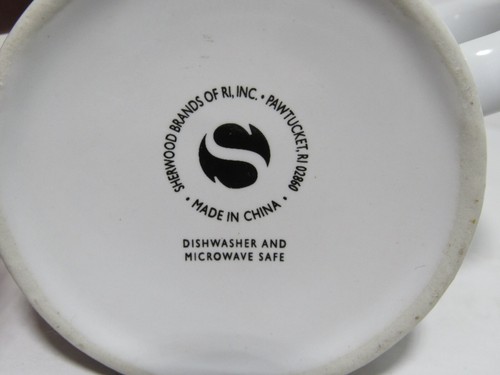 SHERWOOD BRANDS OF RI, INC. • PAWTUCKET, RI 02860
• MADE IN CHINA •
DISHWASHER AND
MICROWAVE SAFE